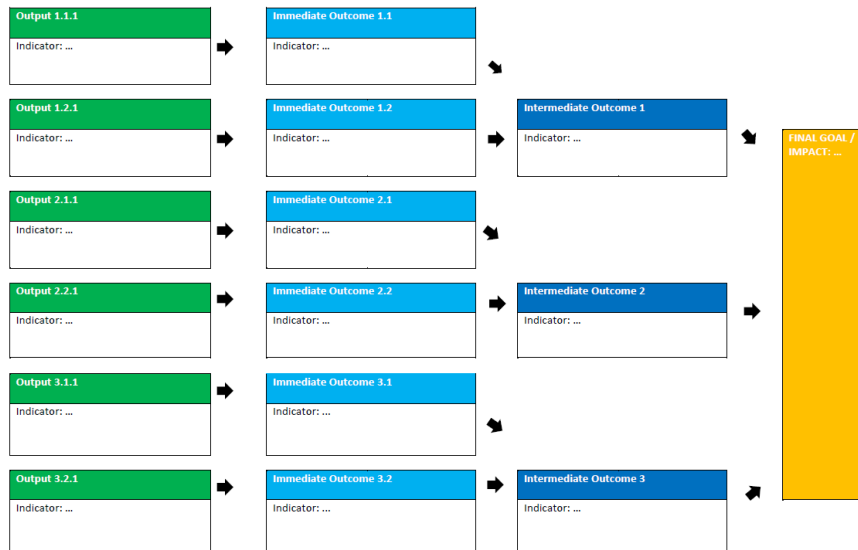 Output 1.1.1
Indicator: ...
Immediate Outcome 1.1
Indicator: ...
Output 1.2.1
Indicator: ...
Immediate Outcome 1.2
Indicator: ...
Intermediate Outcome 1
Indicator: ...
FINAL GOAL /
IMPACT: ...
Output 2.1.1
Indicator: ...
Immediate Outcome 2.1
Indicator: ...
Output 2.2.1
Indicator: ...
Immediate Outcome 2.2
Indicator: ...
Intermediate Outcome 2
Indicator: ...
Output 3.1.1
Indicator: ...
Immediate Outcome 3.1
Indicator: ...
Output 3.2.1
Indicator: ...
Immediate Outcome 3.2
Indicator: ...
Intermediate Outcome 3
Indicator: ...